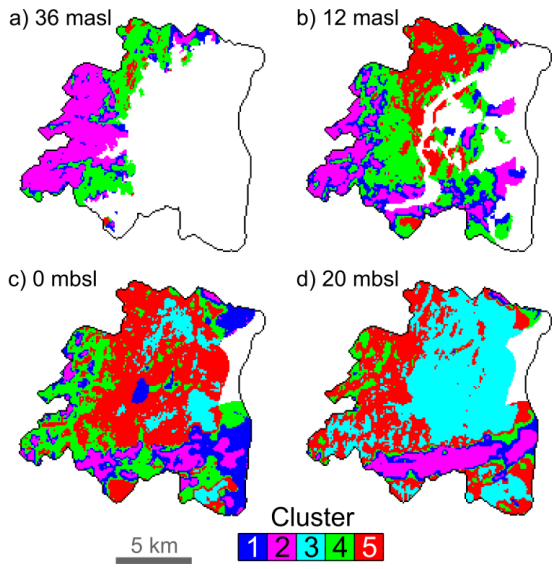 a) 36 masl
b) 12 masl
c) 0 mbsl
d) 20 mbsl
Cluster
1 2 3 4 5
5 km